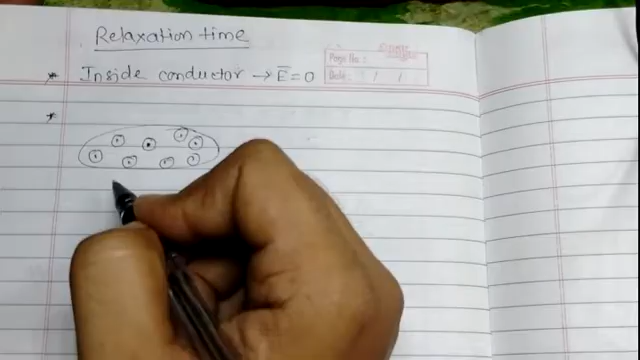 Relaxation time
* Inside conductor → E̅ = 0
Page No :
Date : / /
*